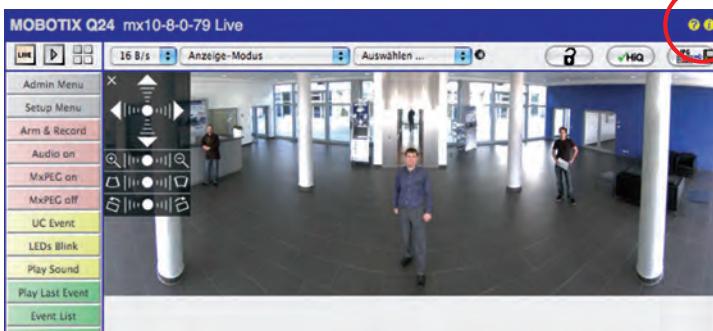 MOBOTIX Q24 mx10-8-0-79 Live
LIVE 16 B/s Anzeige-Modus Auswählen ... HiQ
Admin Menu
Setup Menu
Arm & Record
Audio on
MxPEG on
MxPEG off
UC Event
LEDs Blink
Play Sound
Play Last Event
Event List